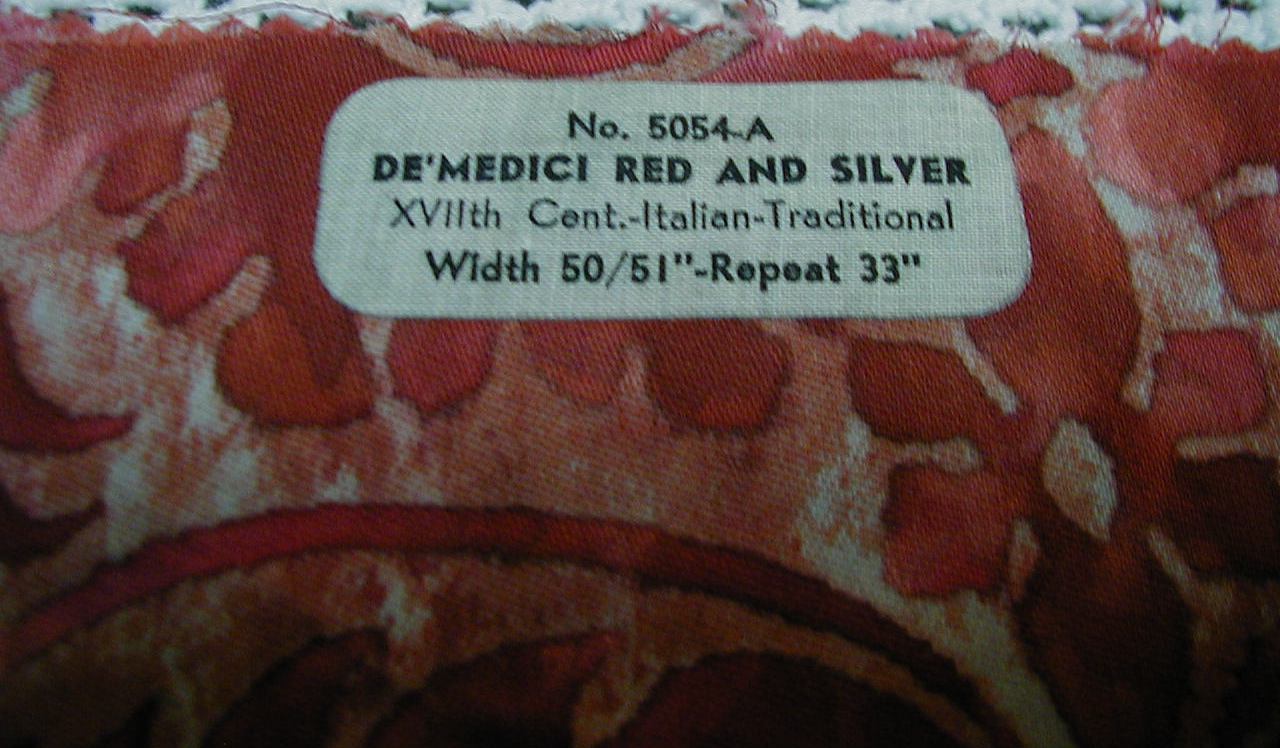 No. 5054-A
DE'MEDICI RED AND SILVER
XVIIth Cent.-Italian-Traditional
Width 50/51"-Repeat 33"